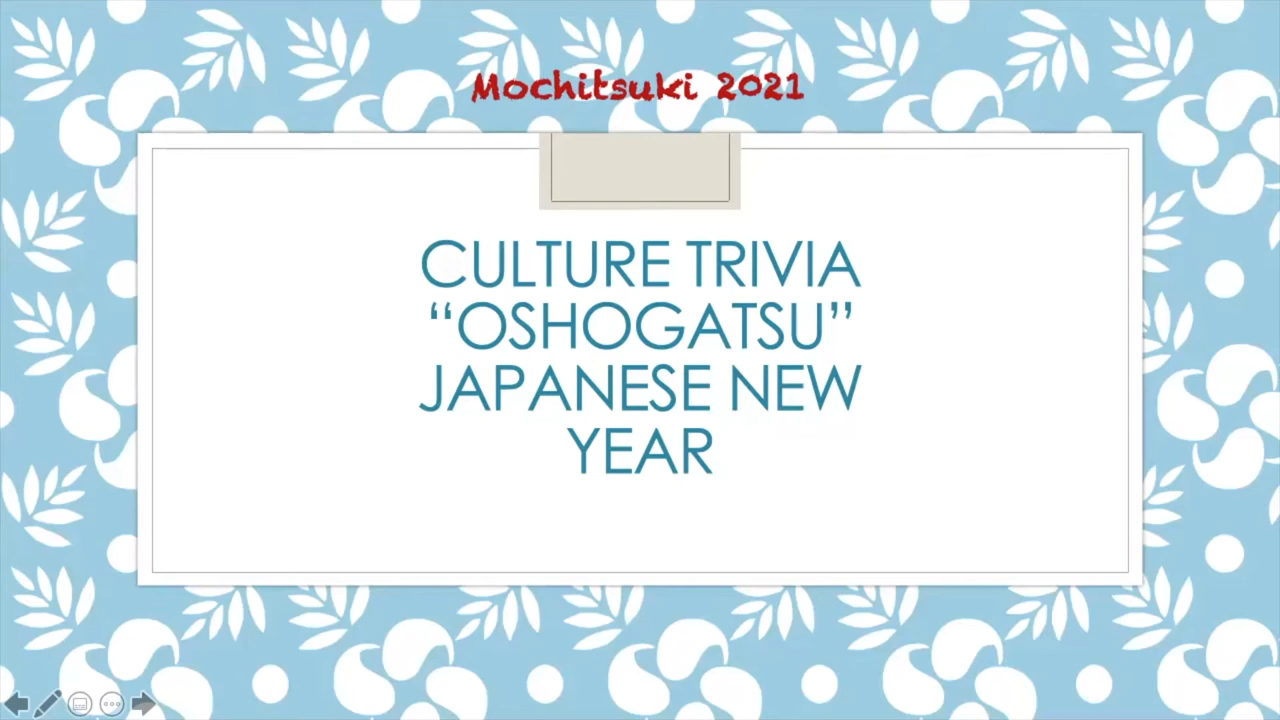 Mochitsuki 2021
CULTURE TRIVIA
“OSHOGATSU”
JAPANESE NEW
YEAR